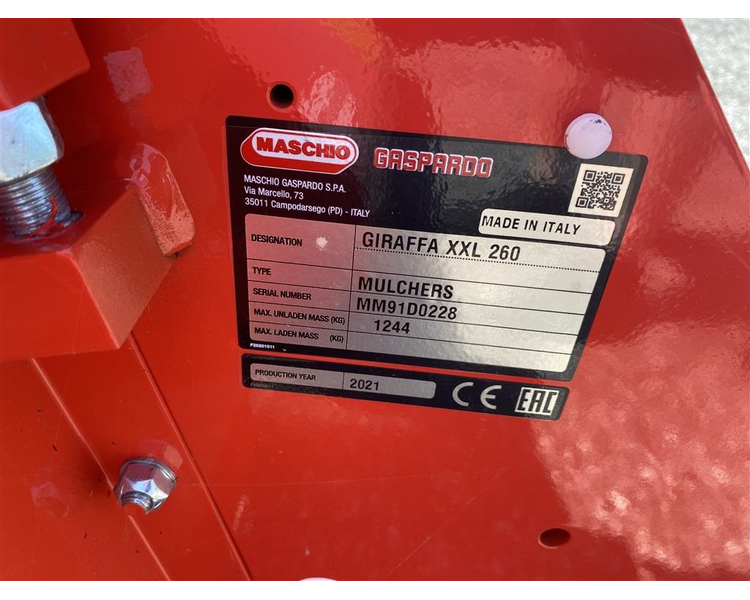 MASCHIO GASPARDO
MASCHIO GASPARDO S.P.A.
Via Marcello, 73
35011 Campodarsego (PD) - ITALY
MADE IN ITALY
DESIGNATION GIRAFFA XXL 260
TYPE MULCHERS
SERIAL NUMBER MM91D0228
MAX. UNLADEN MASS (KG) 1244
MAX. LADEN MASS (KG)
F20201011
PRODUCTION YEAR 2021 CE EAC